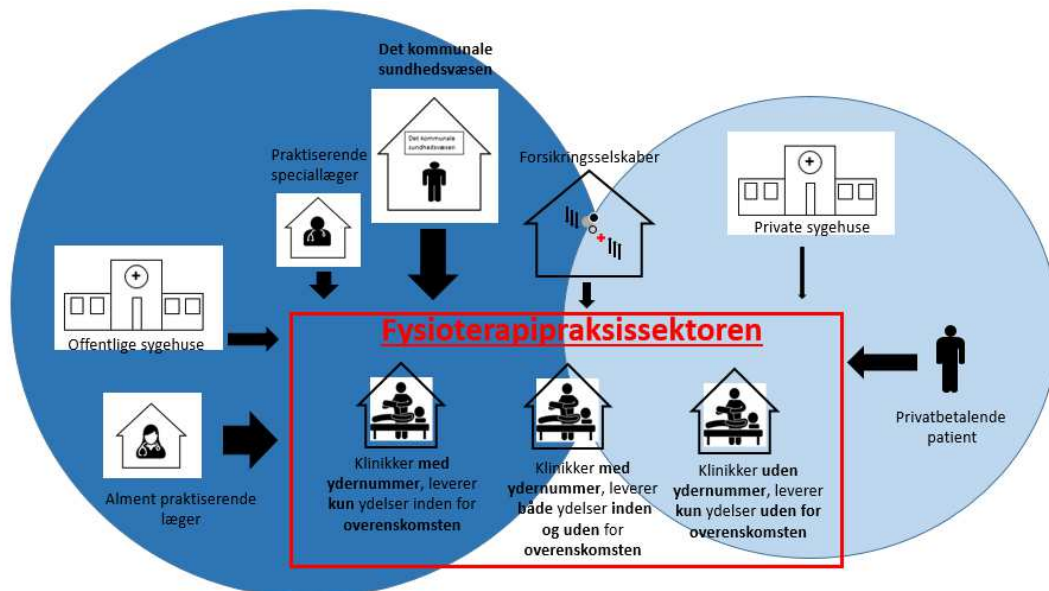 Det kommunale
sundhedsvæsen
Det kommunale
sundhedsvæsen
Praktiserende
speciallæger
Forsikringsselskaber
Private sygehuse
Offentlige sygehuse
Fysioterapipraksissektoren
Privatbetalende
patient
Alment praktiserende
læger
Klinikker med
ydernummer, leverer
kun ydelser inden for
overenskomsten
Klinikker med
ydernummer, leverer
både ydelser inden
og uden for
overenskomsten
Klinikker uden
ydernummer, leverer
kun ydelser uden for
overenskomsten